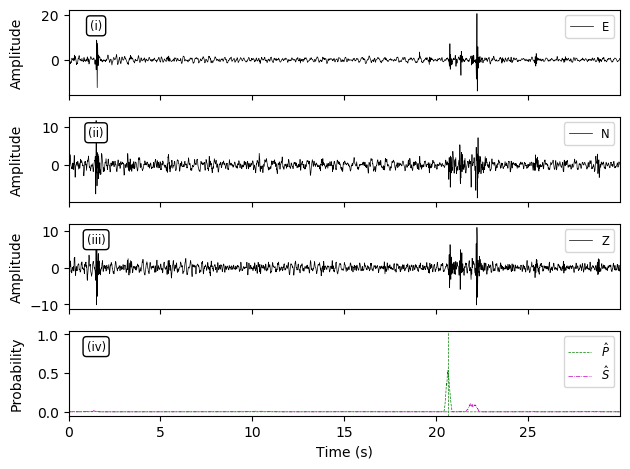 20
0
Amplitude
(i)
E
10
0
Amplitude
(ii)
N
10
0
−10
Amplitude
(iii)
Z
1.0
0.5
0.0
Probability
(iv)
P̂
Ŝ
0 5 10 15 20 25
Time (s)